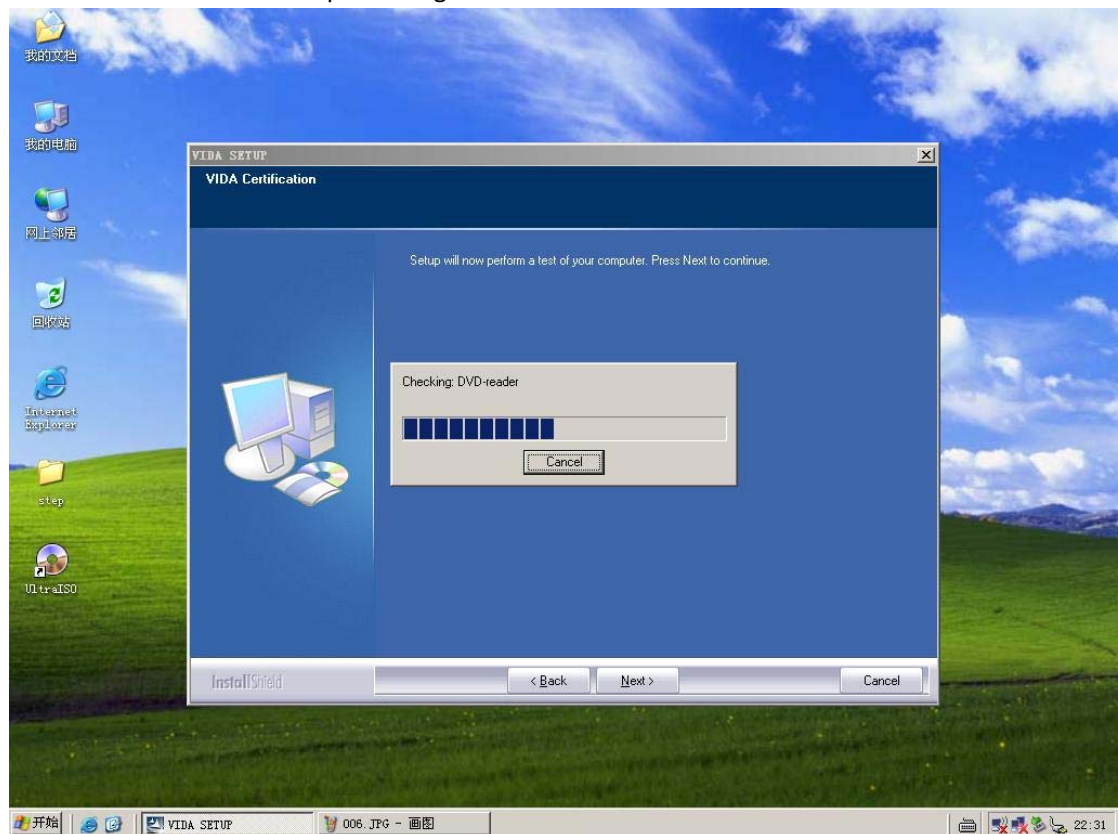 我的文档
我的电脑
网上邻居
回收站
Internet
Explorer
step
UltraISO
VIDA SETUP
VIDA Certification
Setup will now perform a test of your computer. Press Next to continue.
Checking: DVD-reader
Cancel
InstallShield
< Back
Next >
Cancel
开始
VIDA SETUP
006.JPG - 画图
22:31